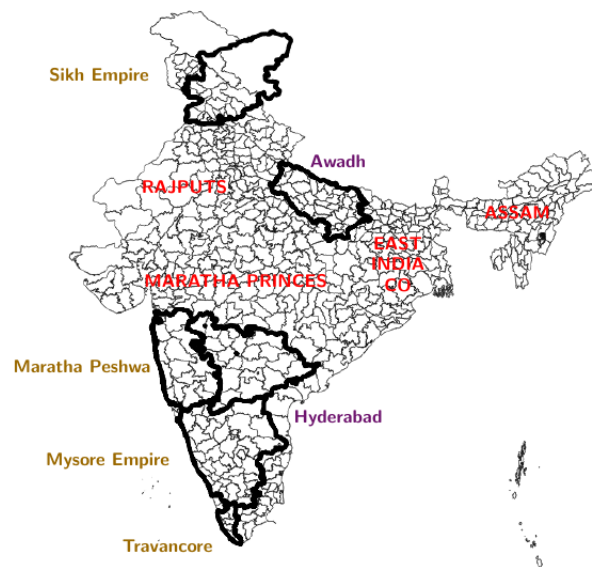 Sikh Empire
Awadh
RAJPUTS
ASSAM
EAST
INDIA
CO
MARATHA PRINCES
Maratha Peshwa
Hyderabad
Mysore Empire
Travancore